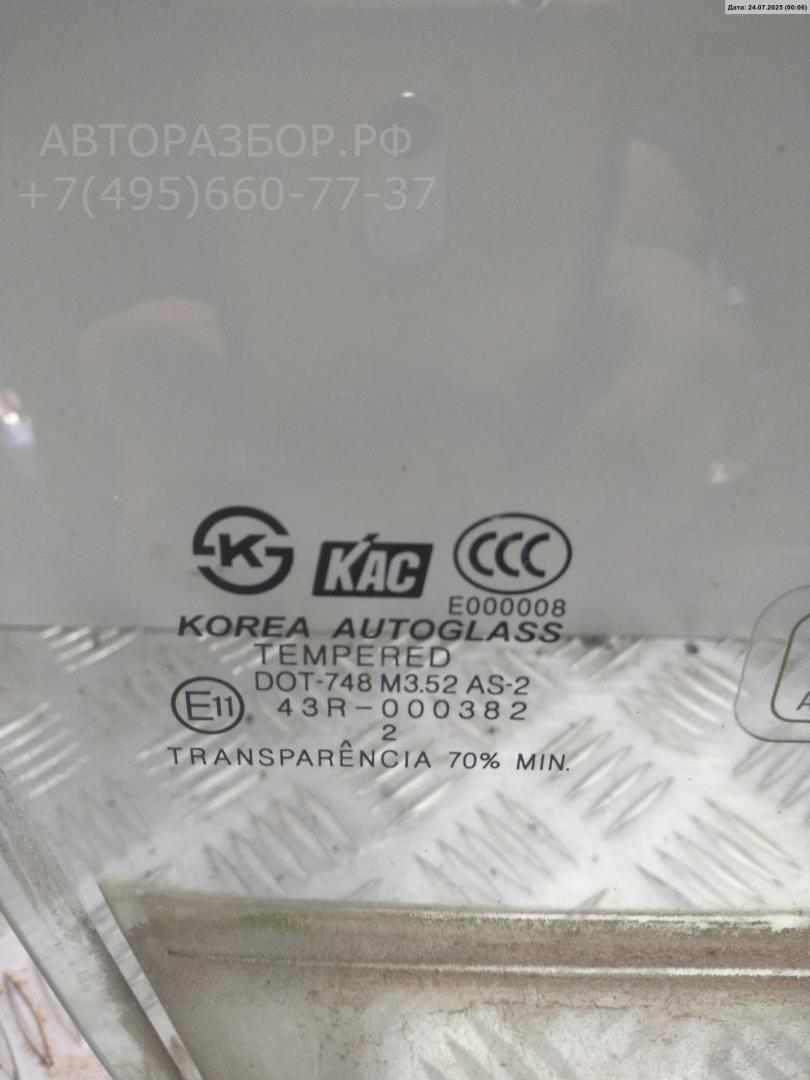 Дата: 24.07.2025 (00:06)
АВТОРАЗБОР.РФ
+7(495)660-77-37
K KAC CCC
E000008
KOREA AUTOGLASS
TEMPERED
DOT-748 M3.52 AS-2
E11 43R-000382
2
TRANSPARÊNCIA 70% MIN.
A